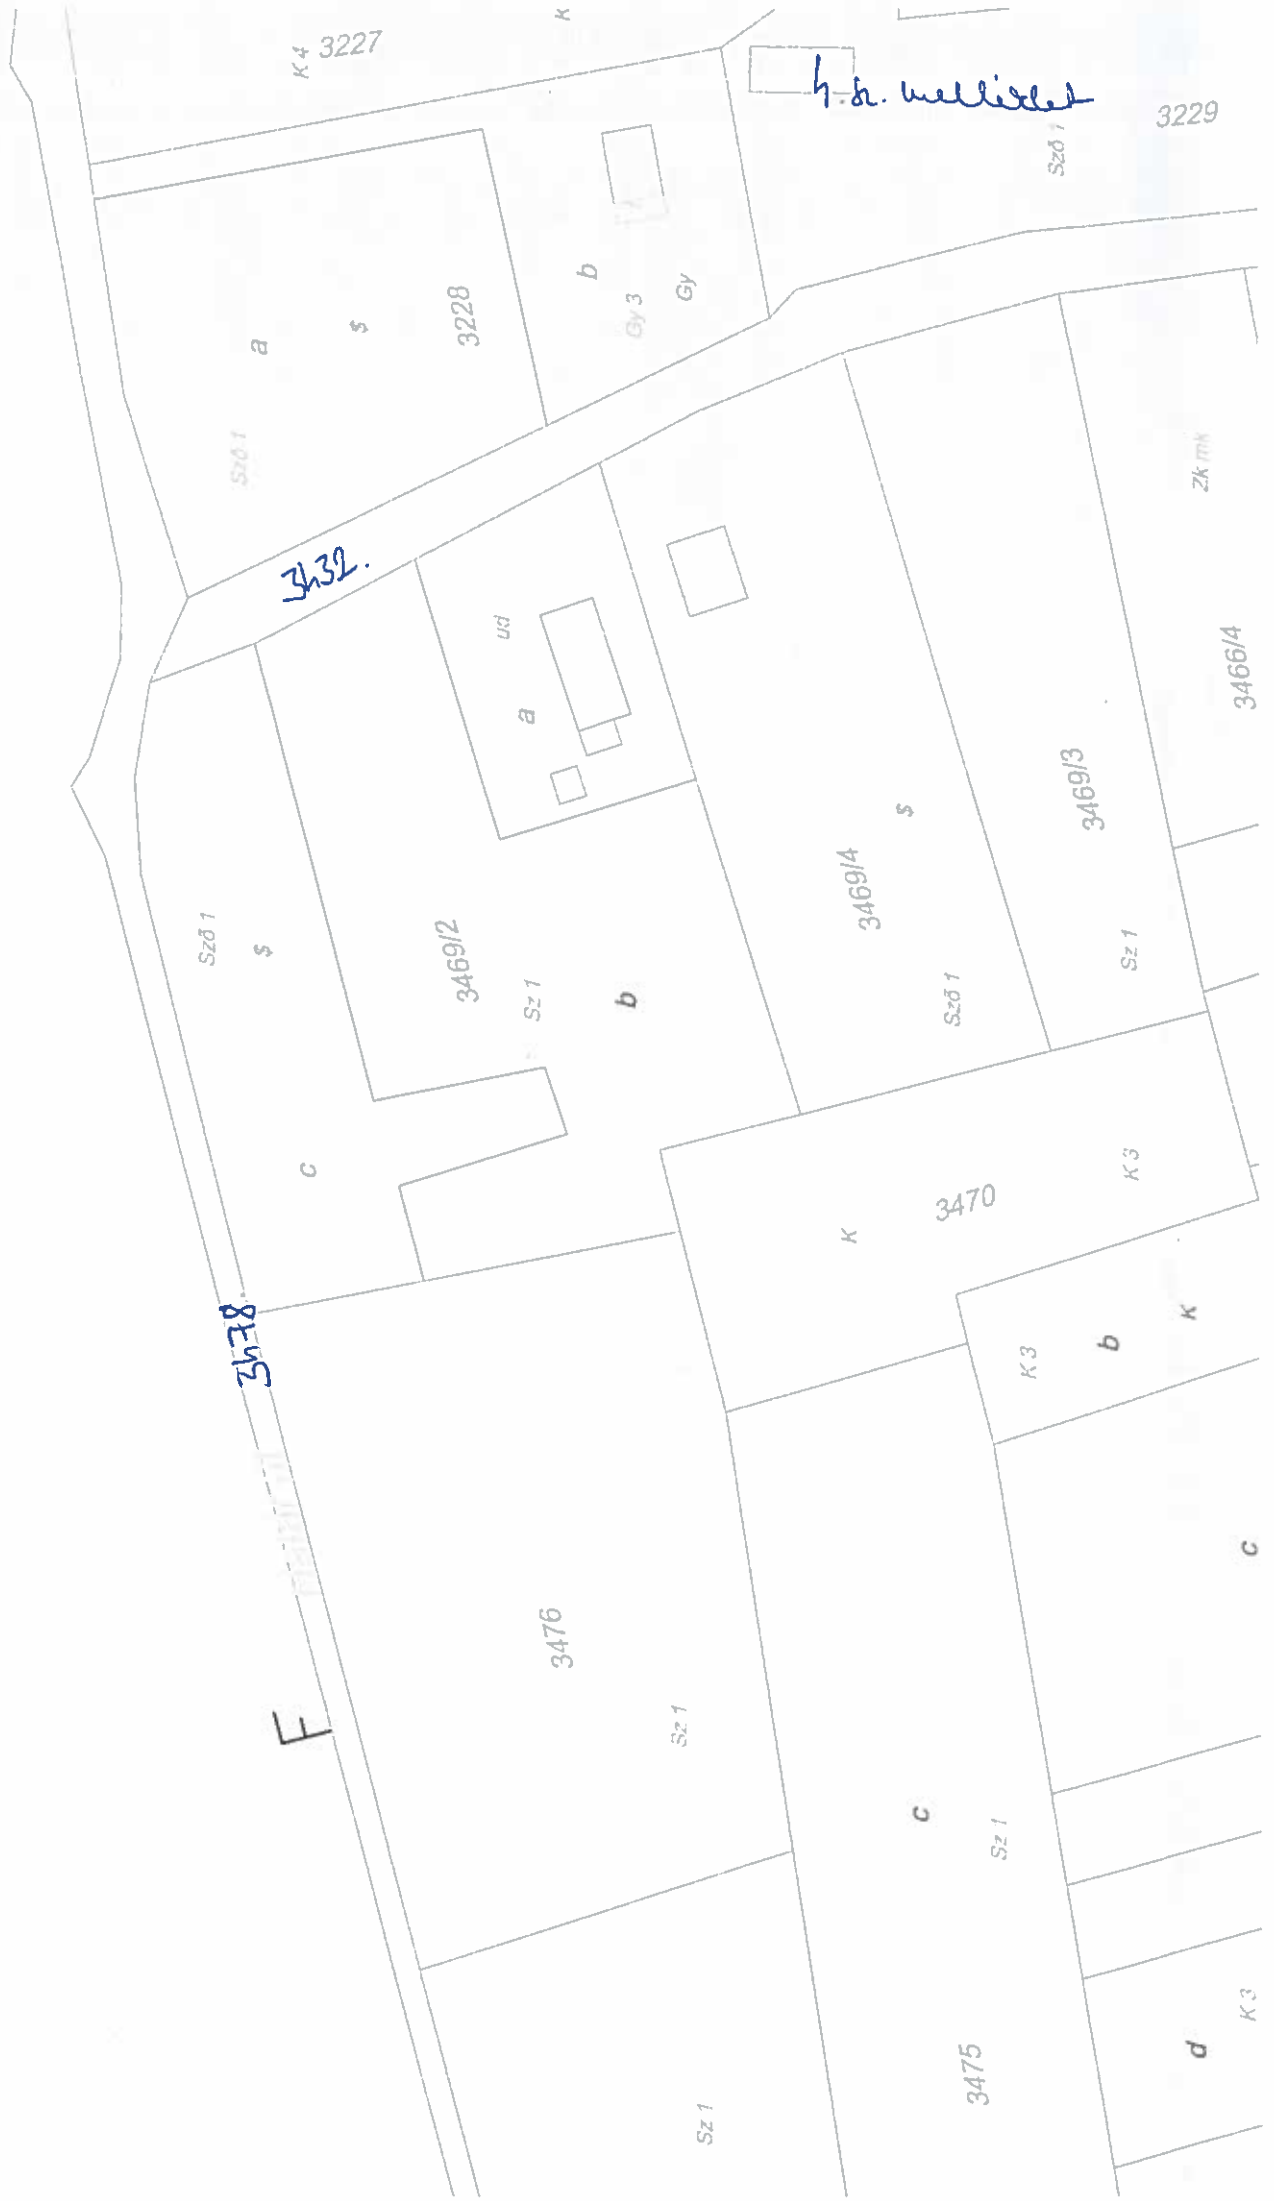 K 4 3227
K
4. sz. melléklet
3229
Sző 1
a
3228
b
Gy 3
Gy
Sző 1
3432.
ud
a
Zk mk
3466/4
3469/3
Sz 1
3469/4
Sző 1
Sző 1
3469/2
Sz 1
b
c
3470
K
K 3
3478.
K 3
b
K
c
3476
Sz 1
F
c
Sz 1
3475
Sz 1
d
K 3